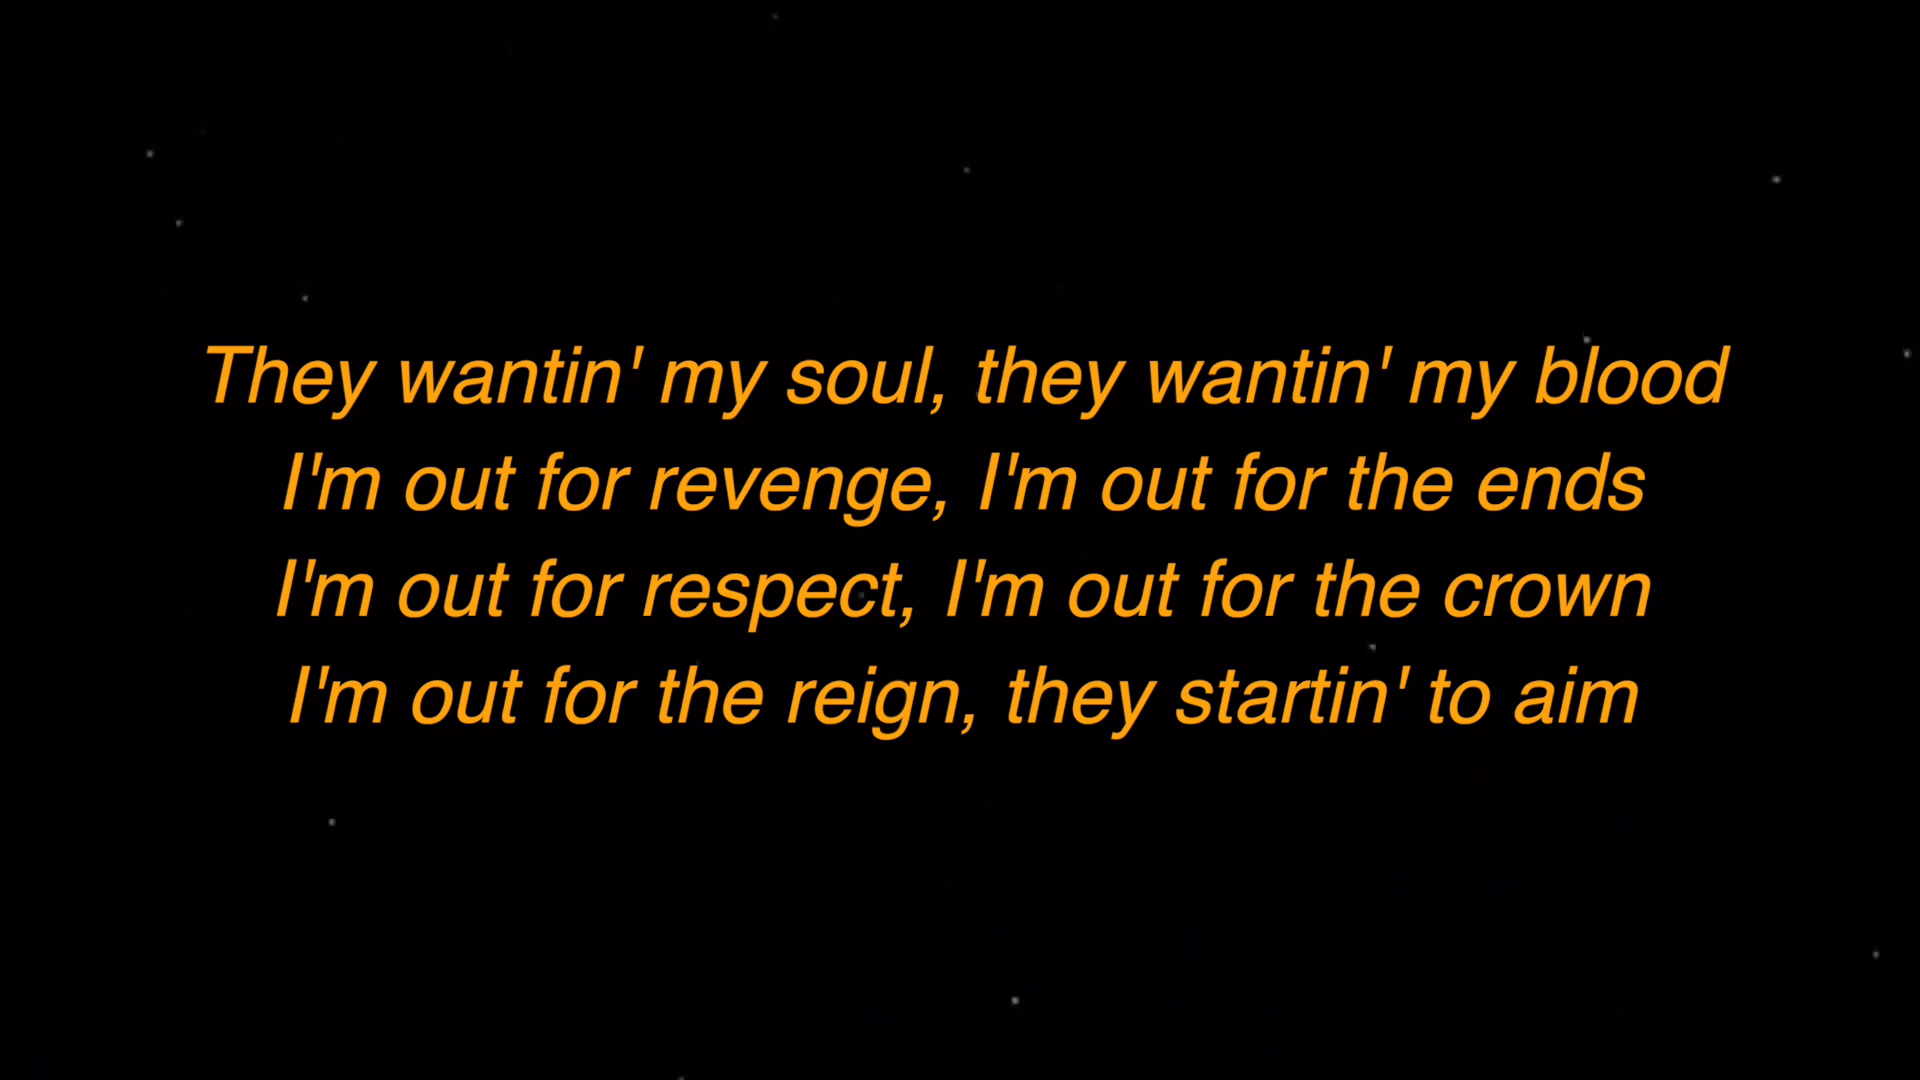 They wantin' my soul, they wantin' my blood
I'm out for revenge, I'm out for the ends
I'm out for respect, I'm out for the crown
I'm out for the reign, they startin' to aim